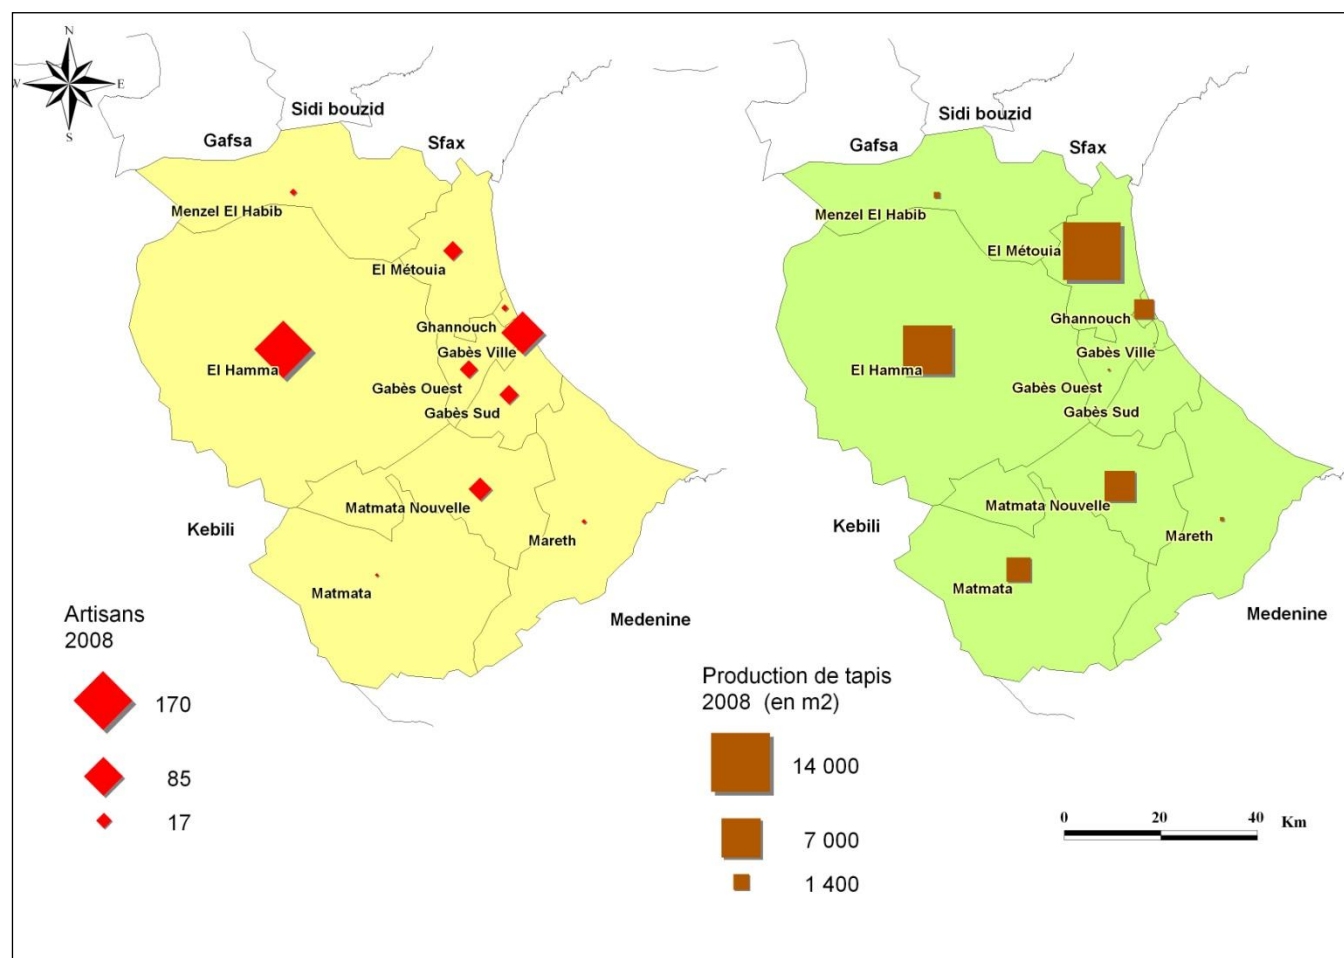 N
W
E
S
Sidi bouzid
Gafsa
Sfax
Menzel El Habib
El Métouia
Ghannouch
Gabès Ville
El Hamma
Gabès Ouest
Gabès Sud
Matmata Nouvelle
Kebili
Mareth
Matmata
Medenine
Artisans
2008
170
85
17
Sidi bouzid
Gafsa
Sfax
Menzel El Habib
El Métouia
Ghannouch
Gabès Ville
El Hamma
Gabès Ouest
Gabès Sud
Matmata Nouvelle
Kebili
Mareth
Matmata
Medenine
Production de tapis
2008 (en m2)
14 000
7 000
1 400
0 20 40 Km